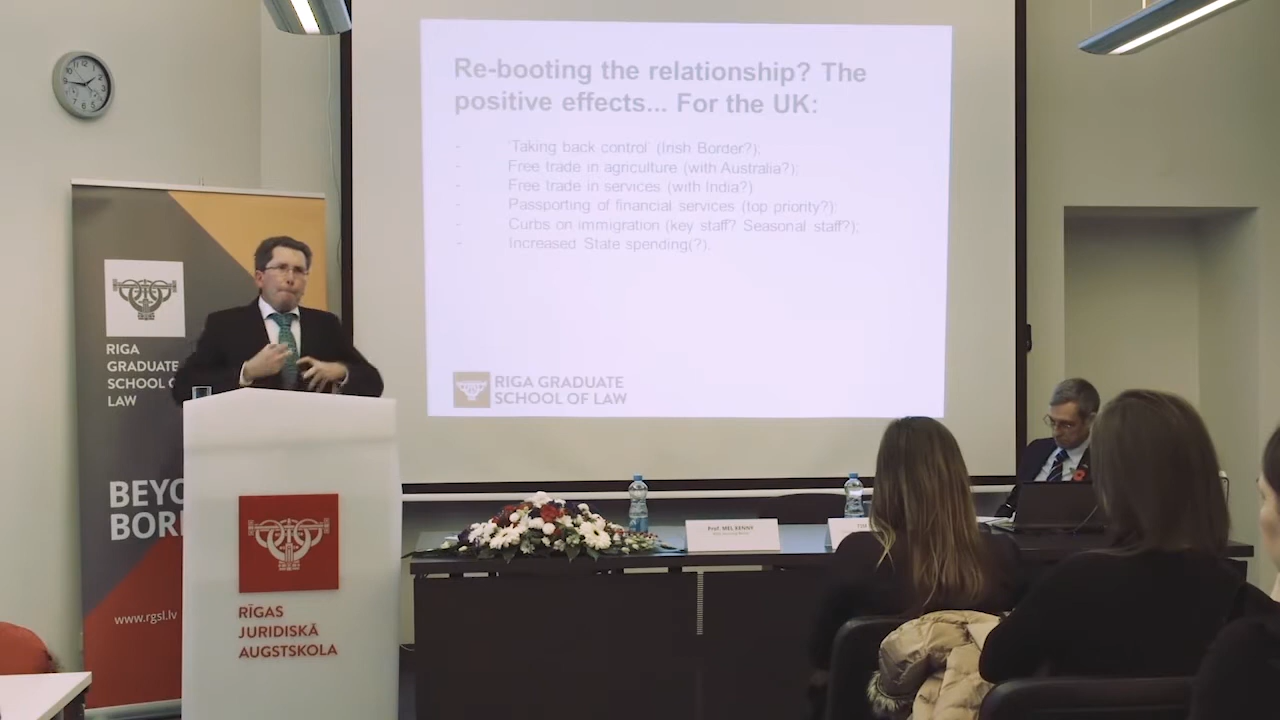 Re-booting the relationship? The
positive effects... For the UK:
- 'Taking back control' (Irish Border?);
- Free trade in agriculture (with Australia?);
- Free trade in services (with India?)
- Passporting of financial services (top priority?);
- Curbs on immigration (key staff? Seasonal staff?);
- Increased State spending(?).
RIGA GRADUATE
SCHOOL OF LAW
RIGA
GRADUATE
SCHOOL O
LAW
BEYO
BOR
www.rgsl.lv
RĪGAS
JURIDISKĀ
AUGSTSKOLA
Prof. MEL KENNY
TIM